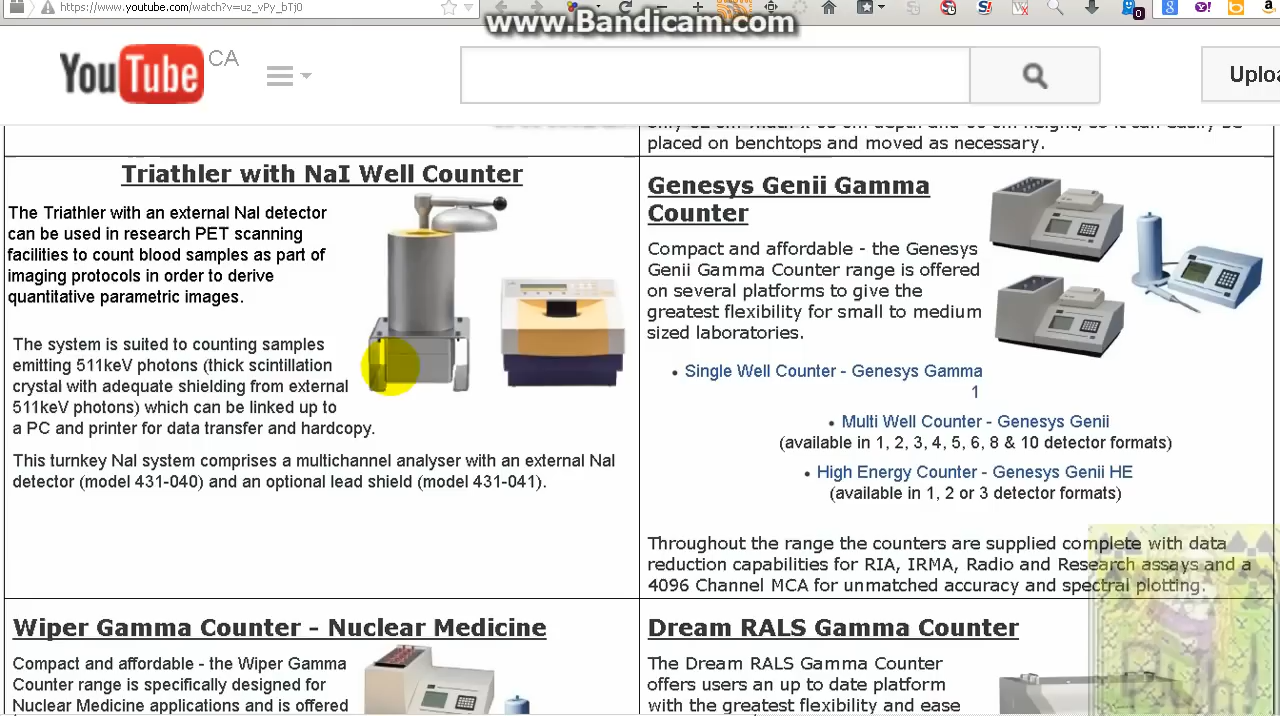 https://www.youtube.com/watch?v=uz_vPy_bTj0
www.Bandicam.com
YouTube CA
Uploa
placed on benchtops and moved as necessary.
Triathler with NaI Well Counter
The Triathler with an external NaI detector
can be used in research PET scanning
facilities to count blood samples as part of
imaging protocols in order to derive
quantitative parametric images.
The system is suited to counting samples
emitting 511keV photons (thick scintillation
crystal with adequate shielding from external
511keV photons) which can be linked up to
a PC and printer for data transfer and hardcopy.
This turnkey NaI system comprises a multichannel analyser with an external NaI
detector (model 431-040) and an optional lead shield (model 431-041).
Genesys Genii Gamma
Counter
Compact and affordable - the Genesys
Genii Gamma Counter range is offered
on several platforms to give the
greatest flexibility for small to medium
sized laboratories.
• Single Well Counter - Genesys Gamma
1
• Multi Well Counter - Genesys Genii
(available in 1, 2, 3, 4, 5, 6, 8 & 10 detector formats)
• High Energy Counter - Genesys Genii HE
(available in 1, 2 or 3 detector formats)
Throughout the range the counters are supplied complete with data
reduction capabilities for RIA, IRMA, Radio and Research assays and a
4096 Channel MCA for unmatched accuracy and spectral plotting.
Wiper Gamma Counter - Nuclear Medicine
Compact and affordable - the Wiper Gamma
Counter range is specifically designed for
Nuclear Medicine applications and is offered
Dream RALS Gamma Counter
The Dream RALS Gamma Counter
offers users an up to date platform
with the greatest flexibility and ease